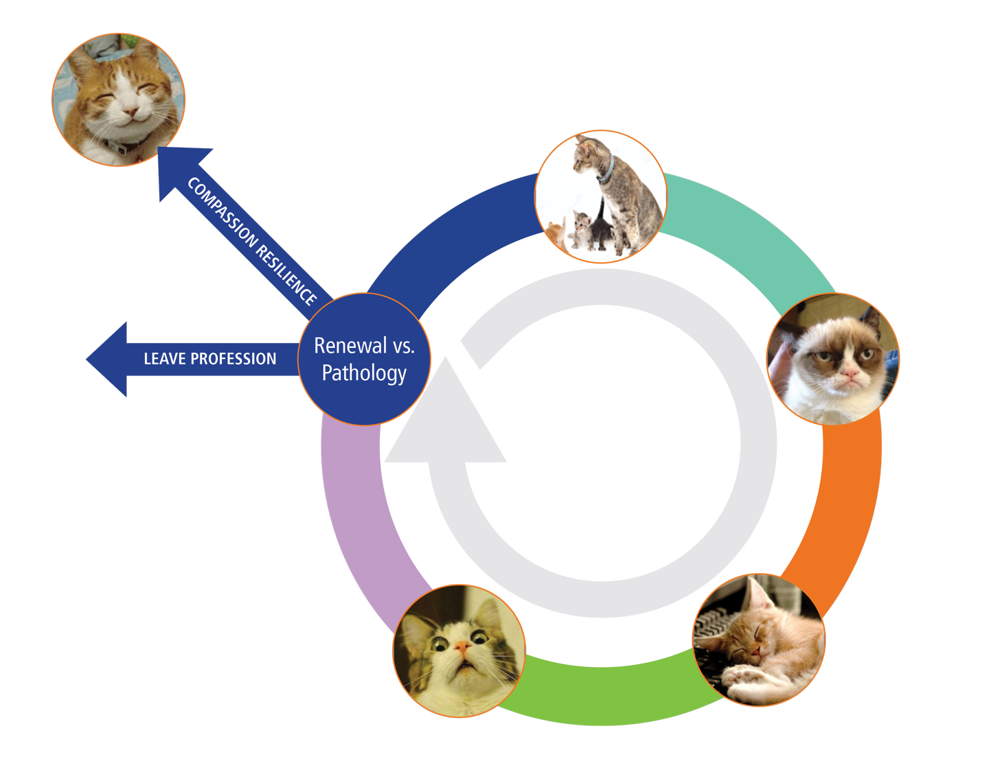 COMPASSION RESILIENCE
LEAVE PROFESSION
Renewal vs.
Pathology